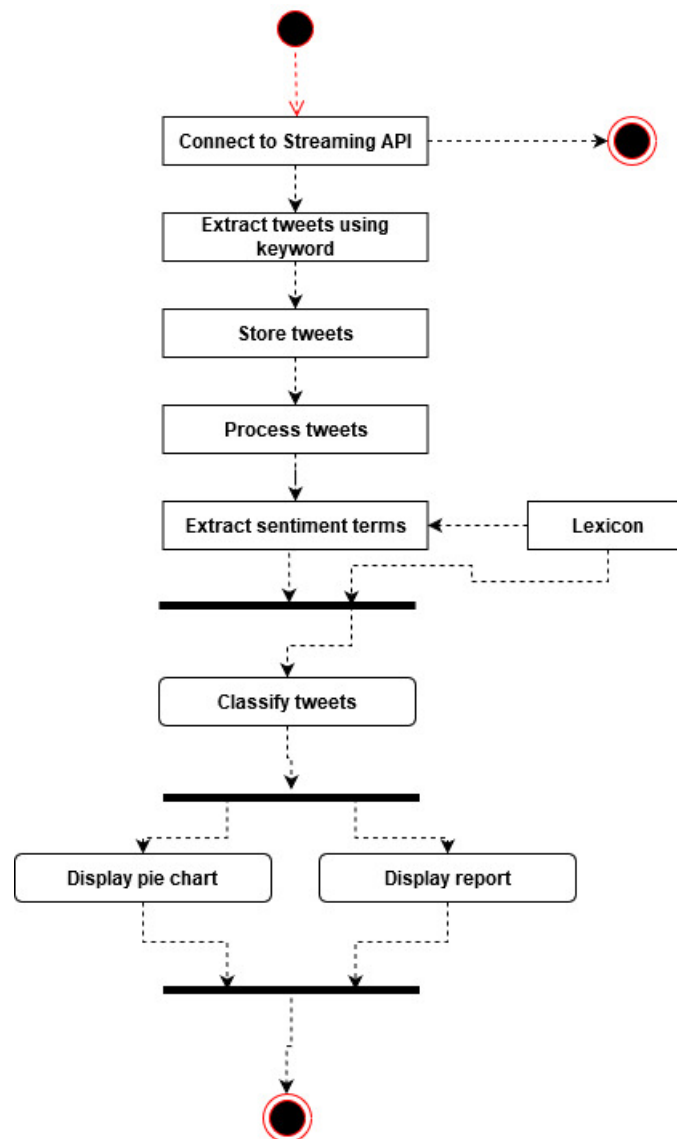 Connect to Streaming API
Extract tweets using
keyword
Store tweets
Process tweets
Extract sentiment terms
Lexicon
Classify tweets
Display pie chart
Display report